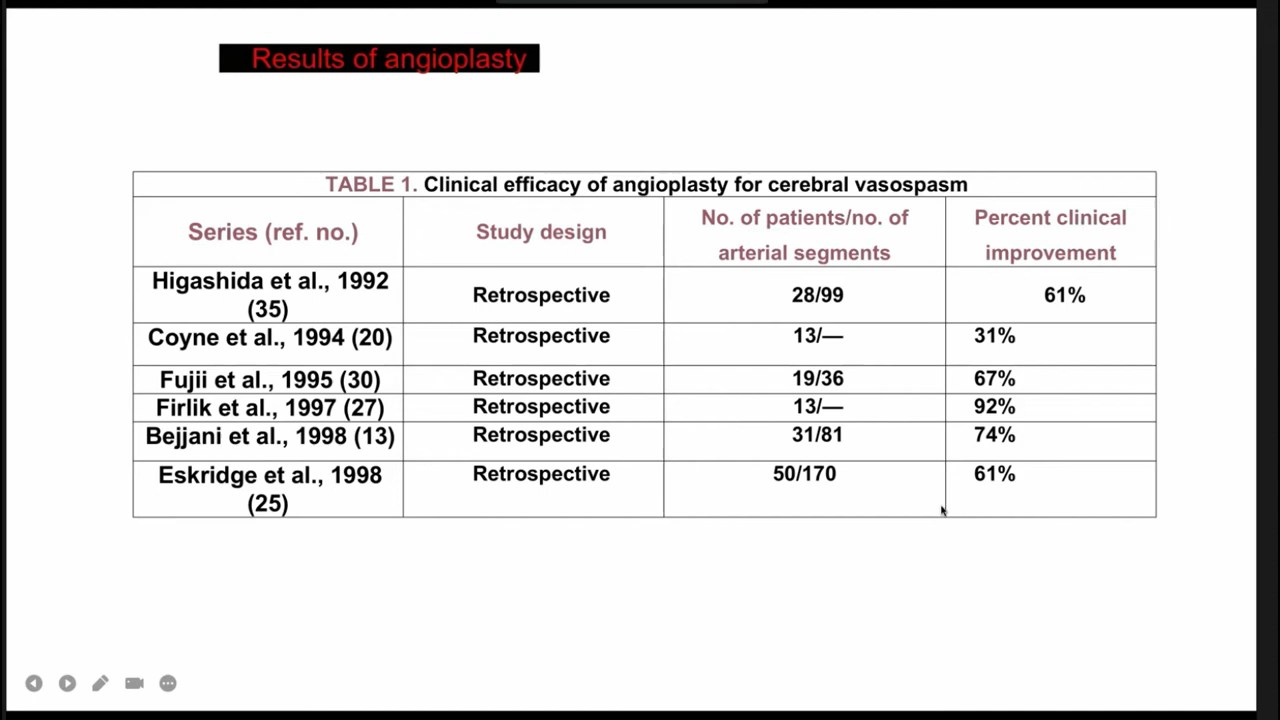 Results of angioplasty
TABLE 1. Clinical efficacy of angioplasty for cerebral vasospasm
Series (ref. no.) Study design No. of patients/no. of arterial segments Percent clinical improvement
Higashida et al., 1992 (35) Retrospective 28/99 61%
Coyne et al., 1994 (20) Retrospective 13/— 31%
Fujii et al., 1995 (30) Retrospective 19/36 67%
Firlik et al., 1997 (27) Retrospective 13/— 92%
Bejjani et al., 1998 (13) Retrospective 31/81 74%
Eskridge et al., 1998 (25) Retrospective 50/170 61%